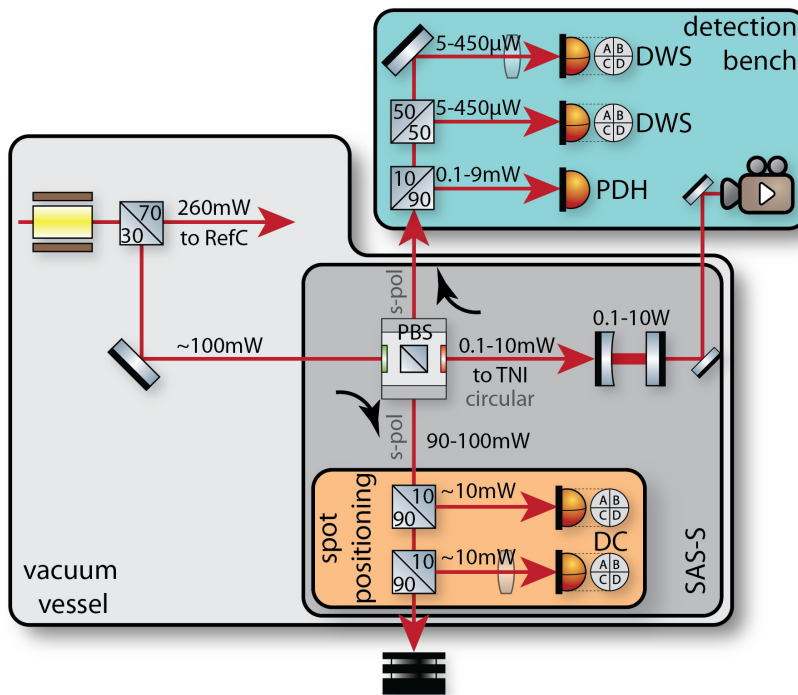 detection
bench
5-450µW
A B
C D
DWS
50
50
5-450µW
A B
C D
DWS
10
90
0.1-9mW
PDH
70
30
260mW
to RefC
s-pol
~100mW
PBS
0.1-10mW
to TNI
circular
0.1-10W
s-pol
90-100mW
spot
positioning
10
90
~10mW
A B
C D
DC
10
90
~10mW
A B
C D
SAS-S
vacuum
vessel